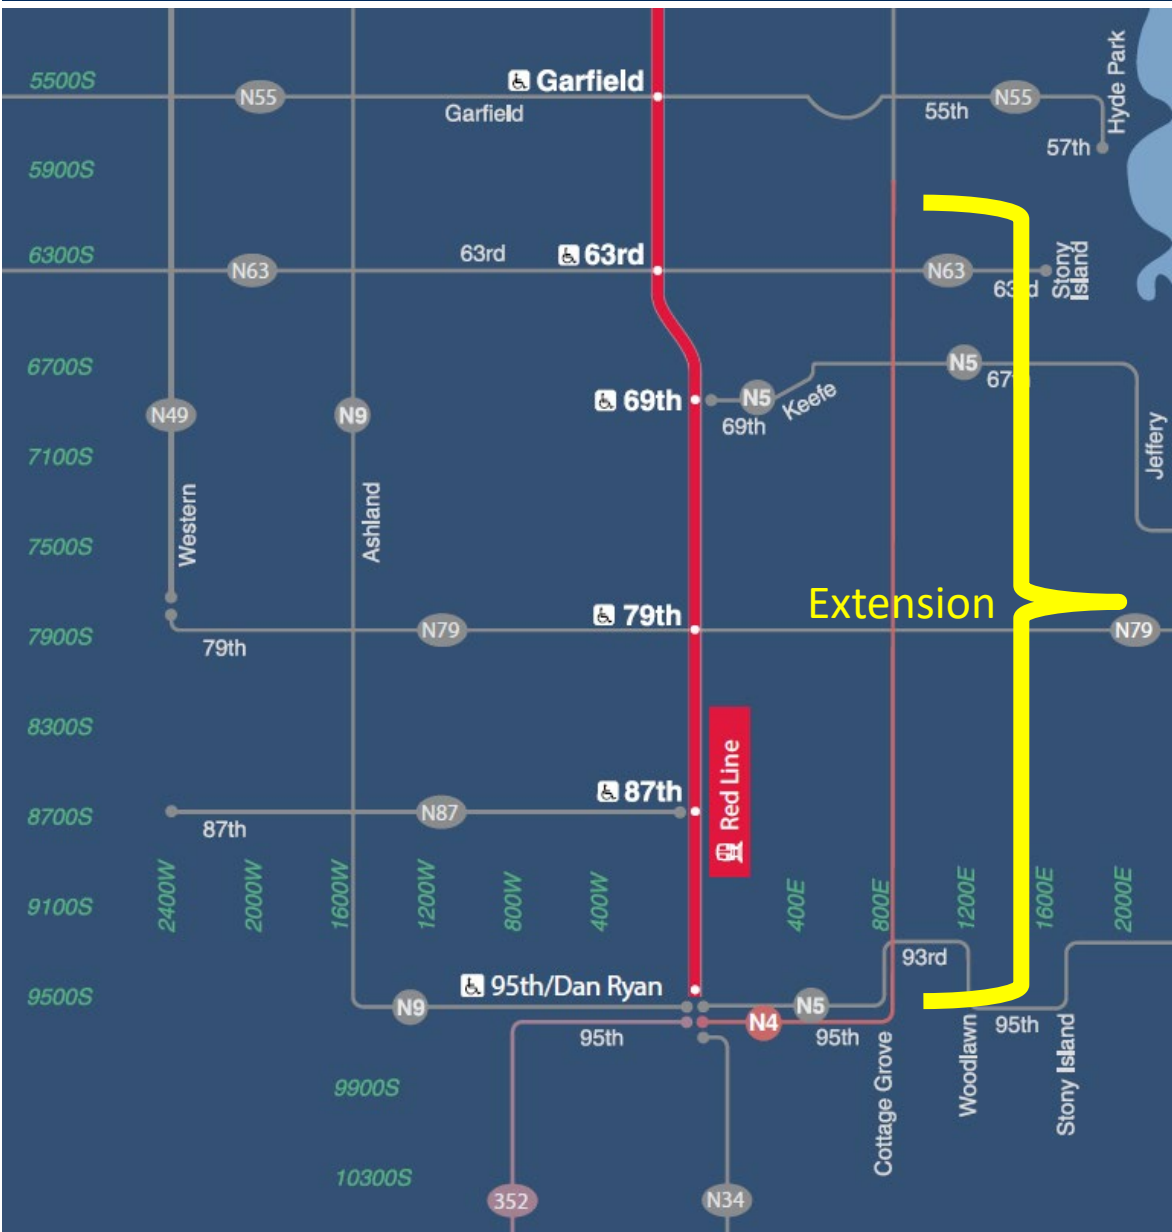 5500S
Garfield
Hyde Park
N55
N55
Garfield
55th
57th
5900S
63rd
63rd
6300S
N63
N63
63rd
Stony
Island
6700S
N5
67th
69th
N5
Keefe
69th
N49
N9
Jeffery
7100S
Western
Ashland
7500S
Extension
79th
7900S
N79
N79
79th
8300S
Red Line
87th
8700S
N87
87th
2400W
2000W
1600W
1200W
800W
400W
400E
800E
1200E
1600E
2000E
9100S
93rd
95th/Dan Ryan
9500S
N9
N5
N4
95th
95th
95th
Cottage Grove
Woodlawn
Stony Island
9900S
10300S
352
N34